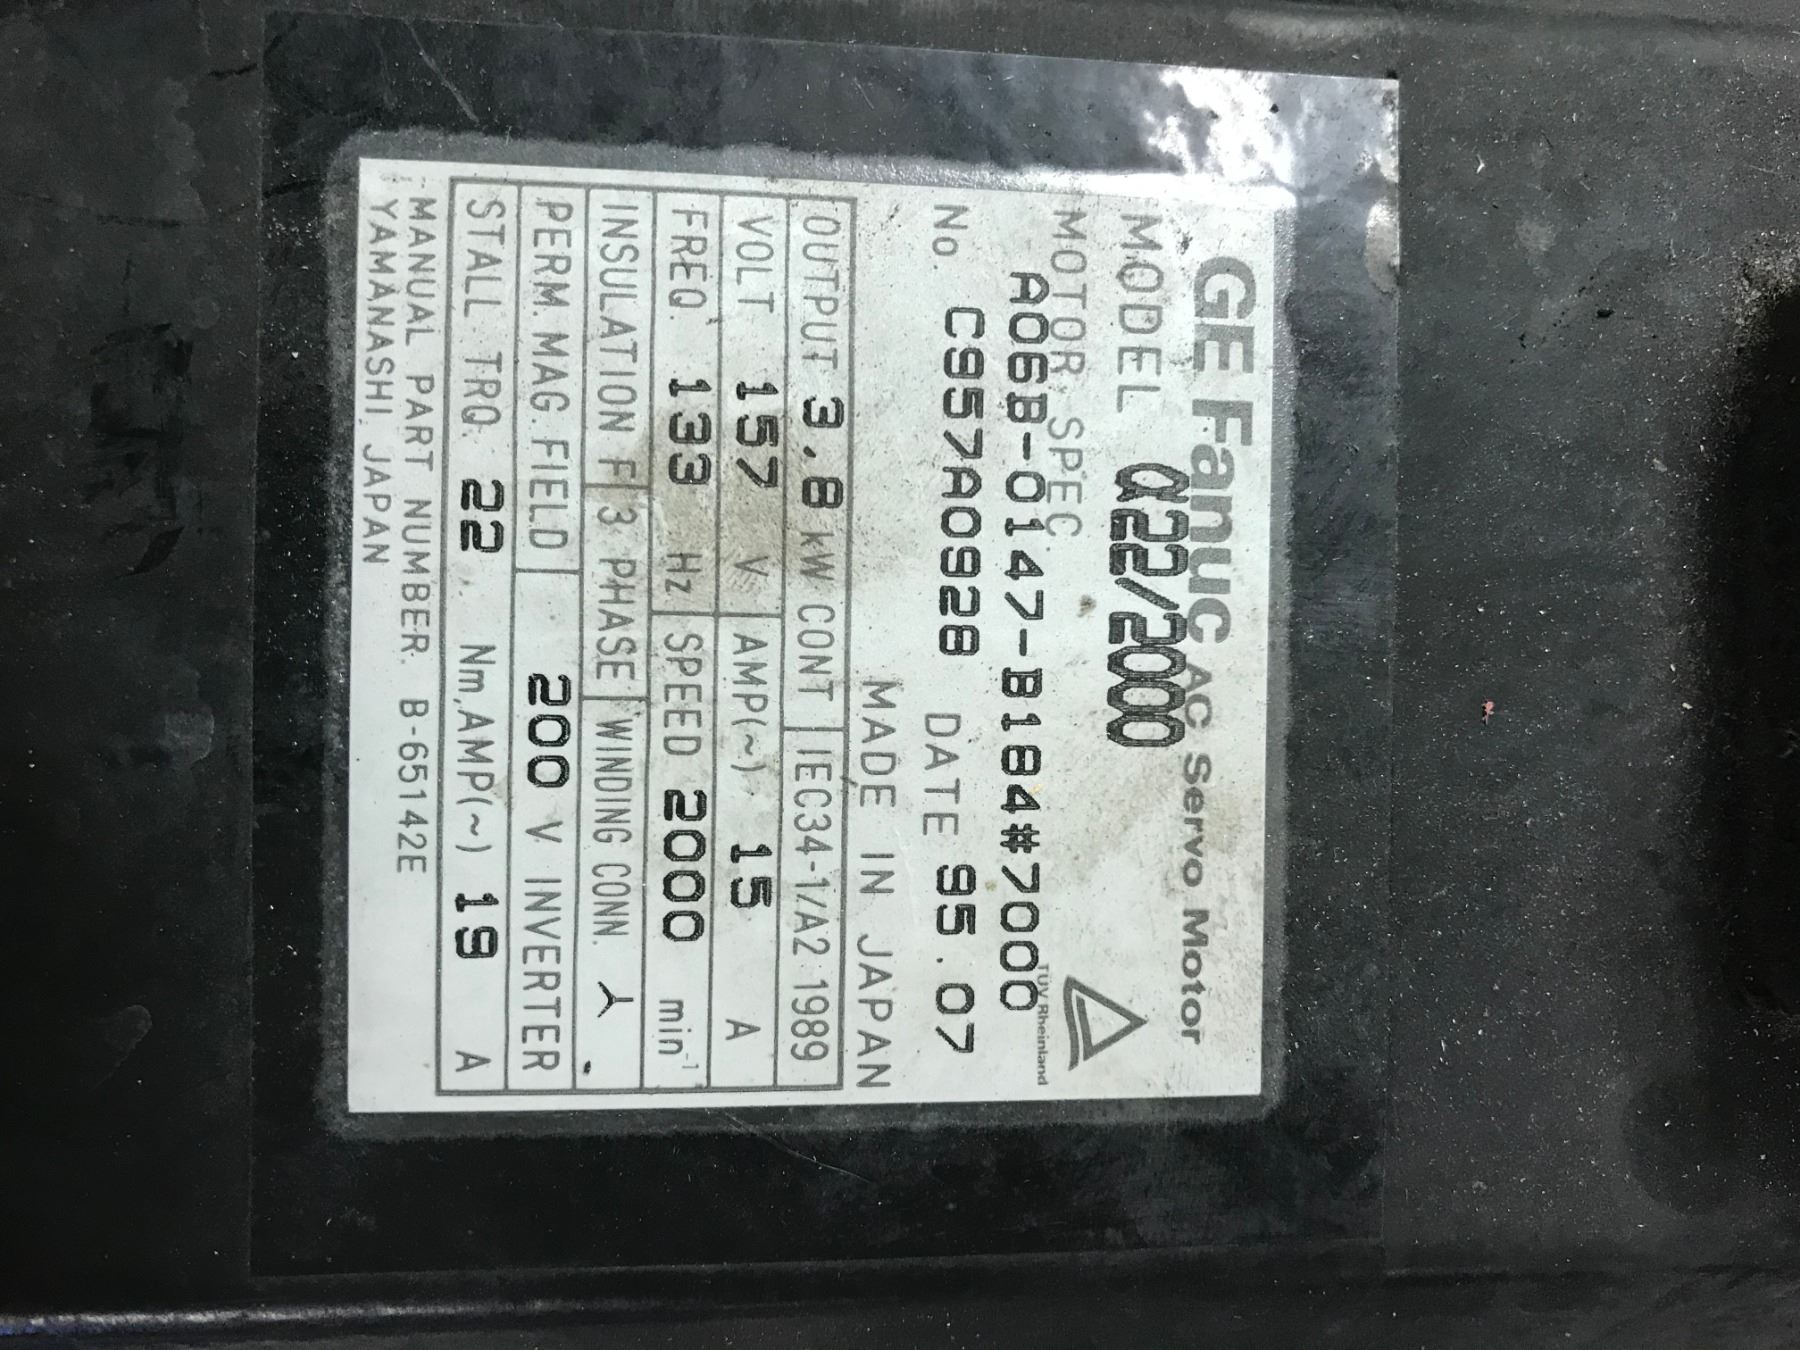 GE Fanuc AC Servo Motor
MODEL α22/2000
MOTOR SPEC.
TÜV Rheinland
A06B-0147-B184#7000
No C957A0928 DATE 95.07
MADE IN JAPAN
OUTPUT 3.8 kW CONT IEC34-1/A2 1989
VOLT 157 V AMP(~) 15 A
FREQ 133 Hz SPEED 2000 min-1
INSULATION F 3 PHASE WINDING CONN.
PERM. MAG. FIELD 200 V INVERTER
STALL TRQ. 22 Nm, AMP(~) 19 A
MANUAL PART NUMBER. B-65142E
YAMANASHI, JAPAN